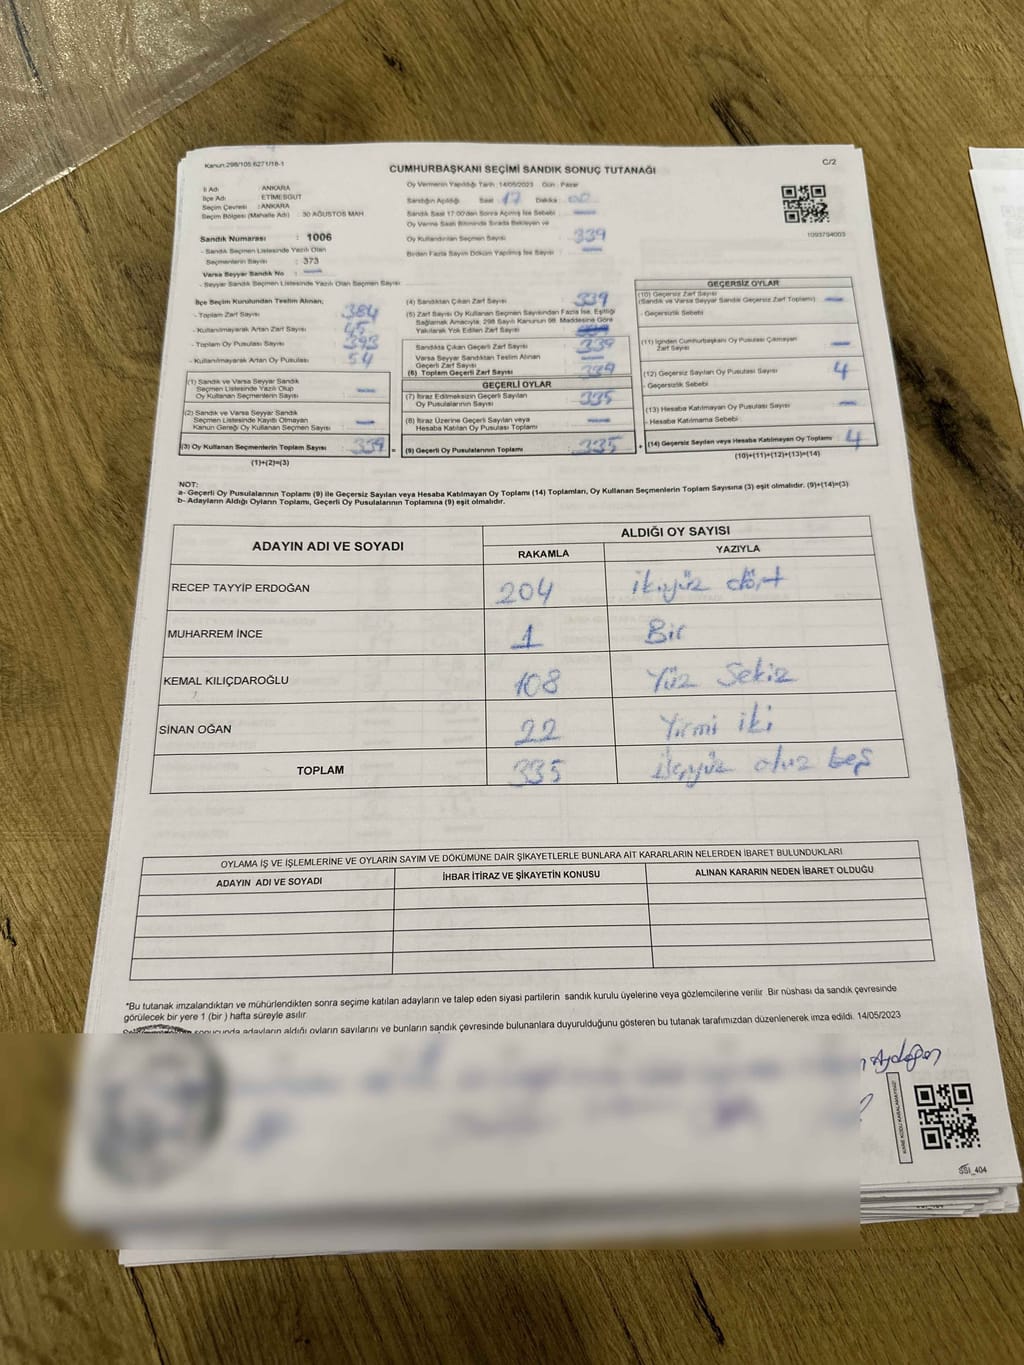 Kanun:298/105 6271/18-1
C/2
CUMHURBAŞKANI SEÇİMİ SANDIK SONUÇ TUTANAĞI
İl Adı : ANKARA
İlçe Adı : ETİMESGUT
Seçim Çevresi : ANKARA
Seçim Bölgesi (Mahalle Adı) : 30 AĞUSTOS MAH.
Sandık Numarası : 1006
- Sandık Seçmen Listesinde Yazılı Olan
Seçmenlerin Sayısı : 373
Varsa Seyyar Sandık No :
- Seyyar Sandık Seçmen Listesinde Yazılı Olan Seçmen Sayısı
Oy Vermenin Yapıldığı Tarih :14/05/2023 Gün : Pazar
Sandığın Açıldığı Saat 17 Dakika 00
Sandık Saat 17:00'den Sonra Açılmış İse Sebebi
Oy Verme Saati Bitiminde Sırada Bekleyen ve
Oy Kullandırılan Seçmen Sayısı 339
Birden Fazla Sayım Döküm Yapılmış İse Sayısı
1093794003
İlçe Seçim Kurulundan Teslim Alınan;
- Toplam Zarf Sayısı 384
- Kullanılmayarak Artan Zarf Sayısı 45
- Toplam Oy Pusulası Sayısı 393
- Kullanılmayarak Artan Oy Pusulası 54
(1) Sandık ve Varsa Seyyar Sandık
Seçmen Listesinde Yazılı Olup
Oy Kullanan Seçmenlerin Sayısı
(2) Sandık ve Varsa Seyyar Sandık
Seçmen Listesinde Kayıtlı Olmayan
Kanun Gereği Oy Kullanan Seçmen Sayısı
(3) Oy Kullanan Seçmenlerin Toplam Sayısı 339
(1)+(2)=(3)
(4) Sandıktan Çıkan Zarf Sayısı 339
(5) Zarf Sayısı Oy Kullanan Seçmen Sayısından Fazla İse, Eşitliği
Sağlamak Amacıyla, 298 Sayılı Kanunun 98. Maddesine Göre
Yakılarak Yok Edilen Zarf Sayısı
Sandıkta Çıkan Geçerli Zarf Sayısı 339
Varsa Seyyar Sandıktan Teslim Alınan
Geçerli Zarf Sayısı
(6) Toplam Geçerli Zarf Sayısı 339
GEÇERLİ OYLAR
(7) İtiraz Edilmeksizin Geçerli Sayılan
Oy Pusulalarının Sayısı 335
(8) İtiraz Üzerine Geçerli Sayılan veya
Hesaba Katılan Oy Pusulası Toplamı
= (9) Geçerli Oy Pusulalarının Toplamı 335
GEÇERSİZ OYLAR
(10) Geçersiz Zarf Sayısı
(Sandık ve Varsa Seyyar Sandık Geçersiz Zarf Toplamı)
- Geçersizlik Sebebi
(11) İçinden Cumhurbaşkanı Oy Pusulası Çıkmayan
Zarf Sayısı
(12) Geçersiz Sayılan Oy Pusulası Sayısı 4
- Geçersizlik Sebebi
(13) Hesaba Katılmayan Oy Pusulası Sayısı
- Hesaba Katılmama Sebebi
+ (14) Geçersiz Sayılan veya Hesaba Katılmayan Oy Toplamı 4
(10)+(11)+(12)+(13)=(14)
NOT:
a- Geçerli Oy Pusulalarının Toplamı (9) ile Geçersiz Sayılan veya Hesaba Katılmayan Oy Toplamı (14) Toplamları, Oy Kullanan Seçmenlerin Toplam Sayısına (3) eşit olmalıdır. (9)+(14)=(3)
b- Adayların Aldığı Oyların Toplamı, Geçerli Oy Pusulalarının Toplamına (9) eşit olmalıdır.
ADAYIN ADI VE SOYADI
ALDIĞI OY SAYISI
RAKAMLA YAZIYLA
RECEP TAYYİP ERDOĞAN 204 ikiyüz dört
MUHARREM İNCE 1 Bir
KEMAL KILIÇDAROĞLU 108 Yüz Sekiz
SİNAN OĞAN 22 Yirmi iki
TOPLAM 335 üçyüz otuz beş
OYLAMA İŞ VE İŞLEMLERİNE VE OYLARIN SAYIM VE DÖKÜMÜNE DAİR ŞİKAYETLERLE BUNLARA AİT KARARLARIN NELERDEN İBARET BULUNDUKLARI
ADAYIN ADI VE SOYADI İHBAR İTİRAZ VE ŞİKAYETİN KONUSU ALINAN KARARIN NEDEN İBARET OLDUĞU
*Bu tutanak imzalandıktan ve mühürlendikten sonra seçime katılan adayların ve talep eden siyasi partilerin sandık kurulu üyelerine veya gözlemcilerine verilir. Bir nüshası da sandık çevresinde
görülecek bir yere 1 (bir) hafta süreyle asılır.
sonucunda adayların aldığı oyların sayılarını ve bunların sandık çevresinde bulunanlara duyurulduğunu gösteren bu tutanak tarafımızdan düzenlenerek imza edildi. 14/05/2023
Aydoğan
KARE KODU KARALAMAYINIZ!
SSI_404